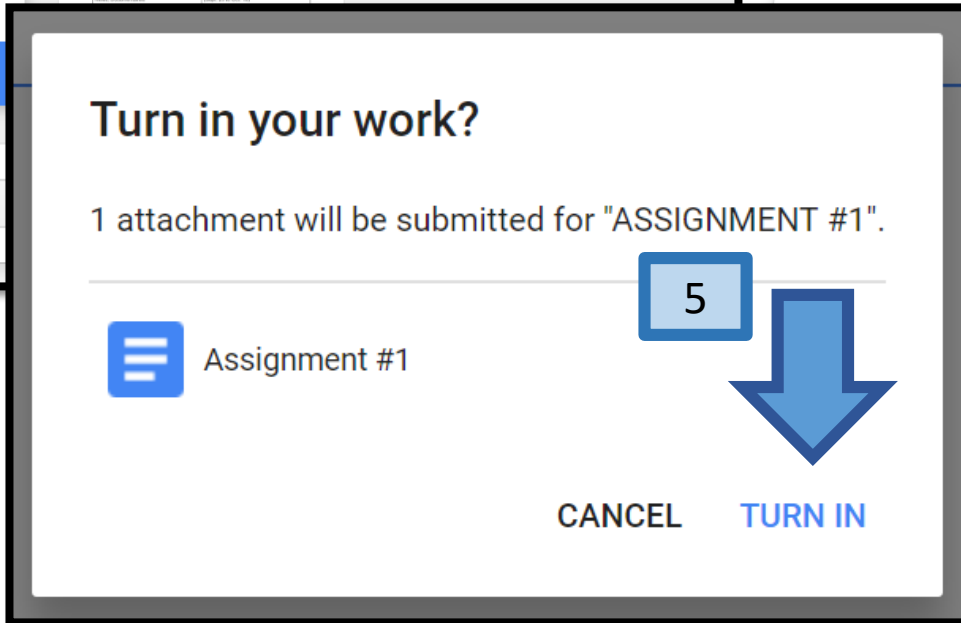 Turn in your work?
1 attachment will be submitted for "ASSIGNMENT #1".
5
Assignment #1
CANCEL TURN IN